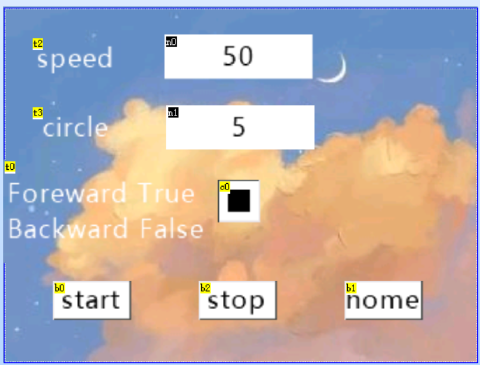 t2
speed
n0
50
t3
circle
n1
5
t0
Foreward True
c0
Backward False
b0
start
b2
stop
b1
nome